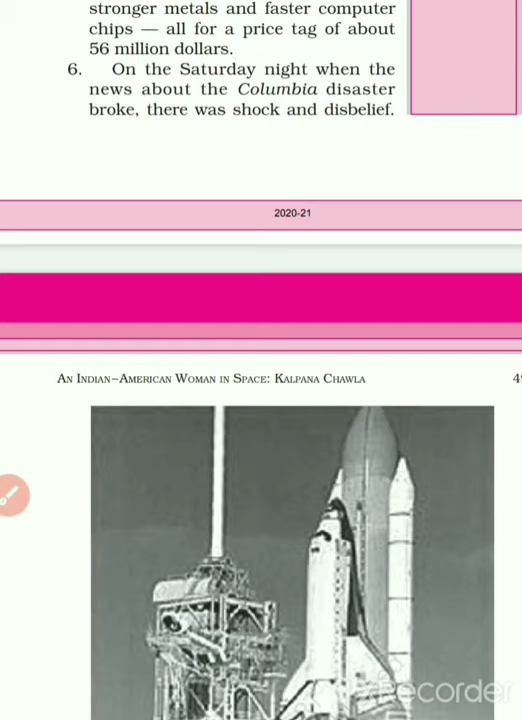 stronger metals and faster computer
chips — all for a price tag of about
56 million dollars.
6. On the Saturday night when the
news about the Columbia disaster
broke, there was shock and disbelief.
2020-21
An Indian–American Woman in Space: Kalpana Chawla 49
Recorder